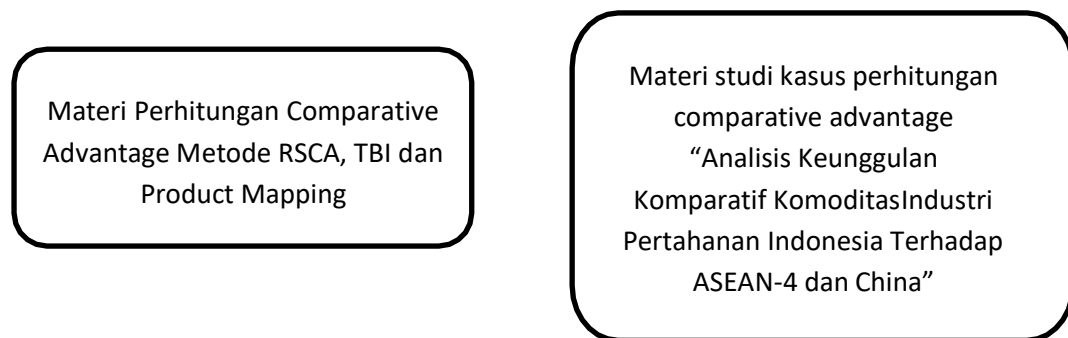 Materi Perhitungan Comparative
Advantage Metode RSCA, TBI dan
Product Mapping
Materi studi kasus perhitungan
comparative advantage
“Analisis Keunggulan
Komparatif KomoditasIndustri
Pertahanan Indonesia Terhadap
ASEAN-4 dan China”